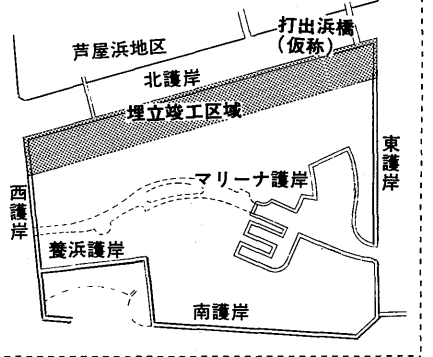 打出浜橋
(仮称)
芦屋浜地区
北護岸
埋立竣工区域
東護岸
マリーナ護岸
西護岸
養浜護岸
南護岸